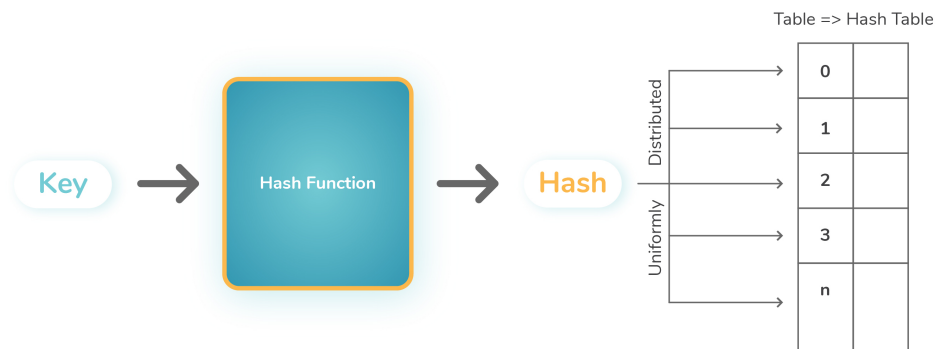 Table => Hash Table
Key
Hash Function
Hash
Uniformly
Distributed
0
1
2
3
n